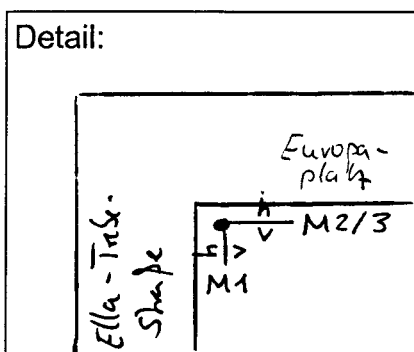 Detail:
Europa-
platz
h
v
M2/3
h
v
M1
Ella-Trebe-
Straße